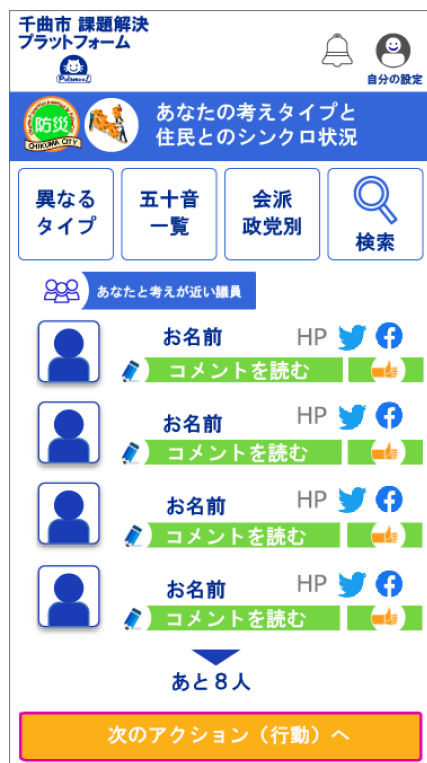 千曲市 課題解決
プラットフォーム
自分の設定
防災
CHIKUMA CITY
あなたの考えタイプと
住民とのシンクロ状況
異なる
タイプ
五十音
一覧
会派
政党別
検索
あなたと考えが近い議員
お名前 HP
コメントを読む
お名前 HP
コメントを読む
お名前 HP
コメントを読む
お名前 HP
コメントを読む
あと8人
次のアクション（行動）へ